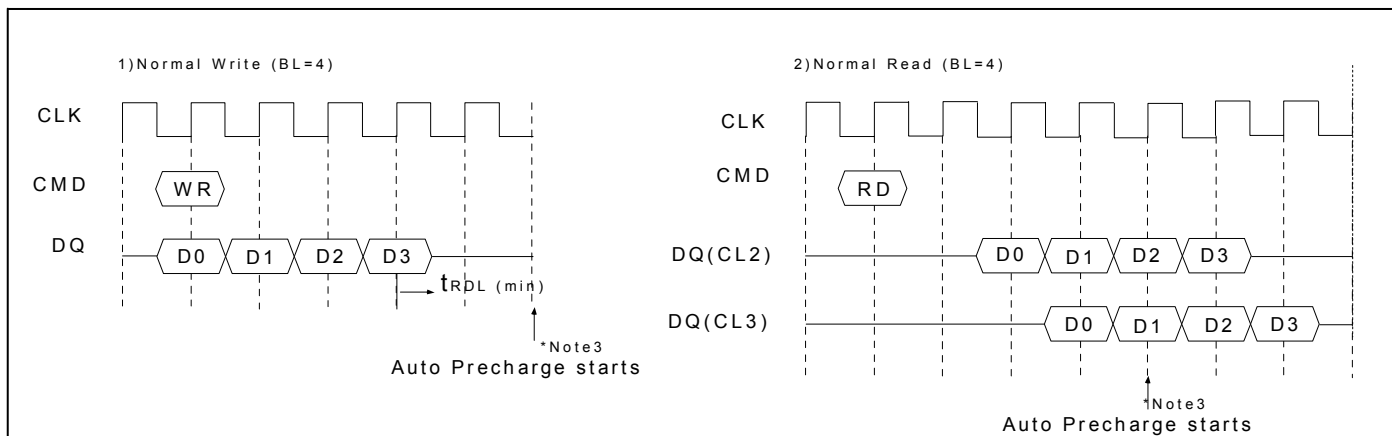 1)Normal Write (BL=4)
CLK
CMD
WR
DQ
D0 D1 D2 D3
tRDL (min)
*Note3
Auto Precharge starts
2)Normal Read (BL=4)
CLK
CMD
RD
DQ(CL2)
D0 D1 D2 D3
DQ(CL3)
D0 D1 D2 D3
*Note3
Auto Precharge starts